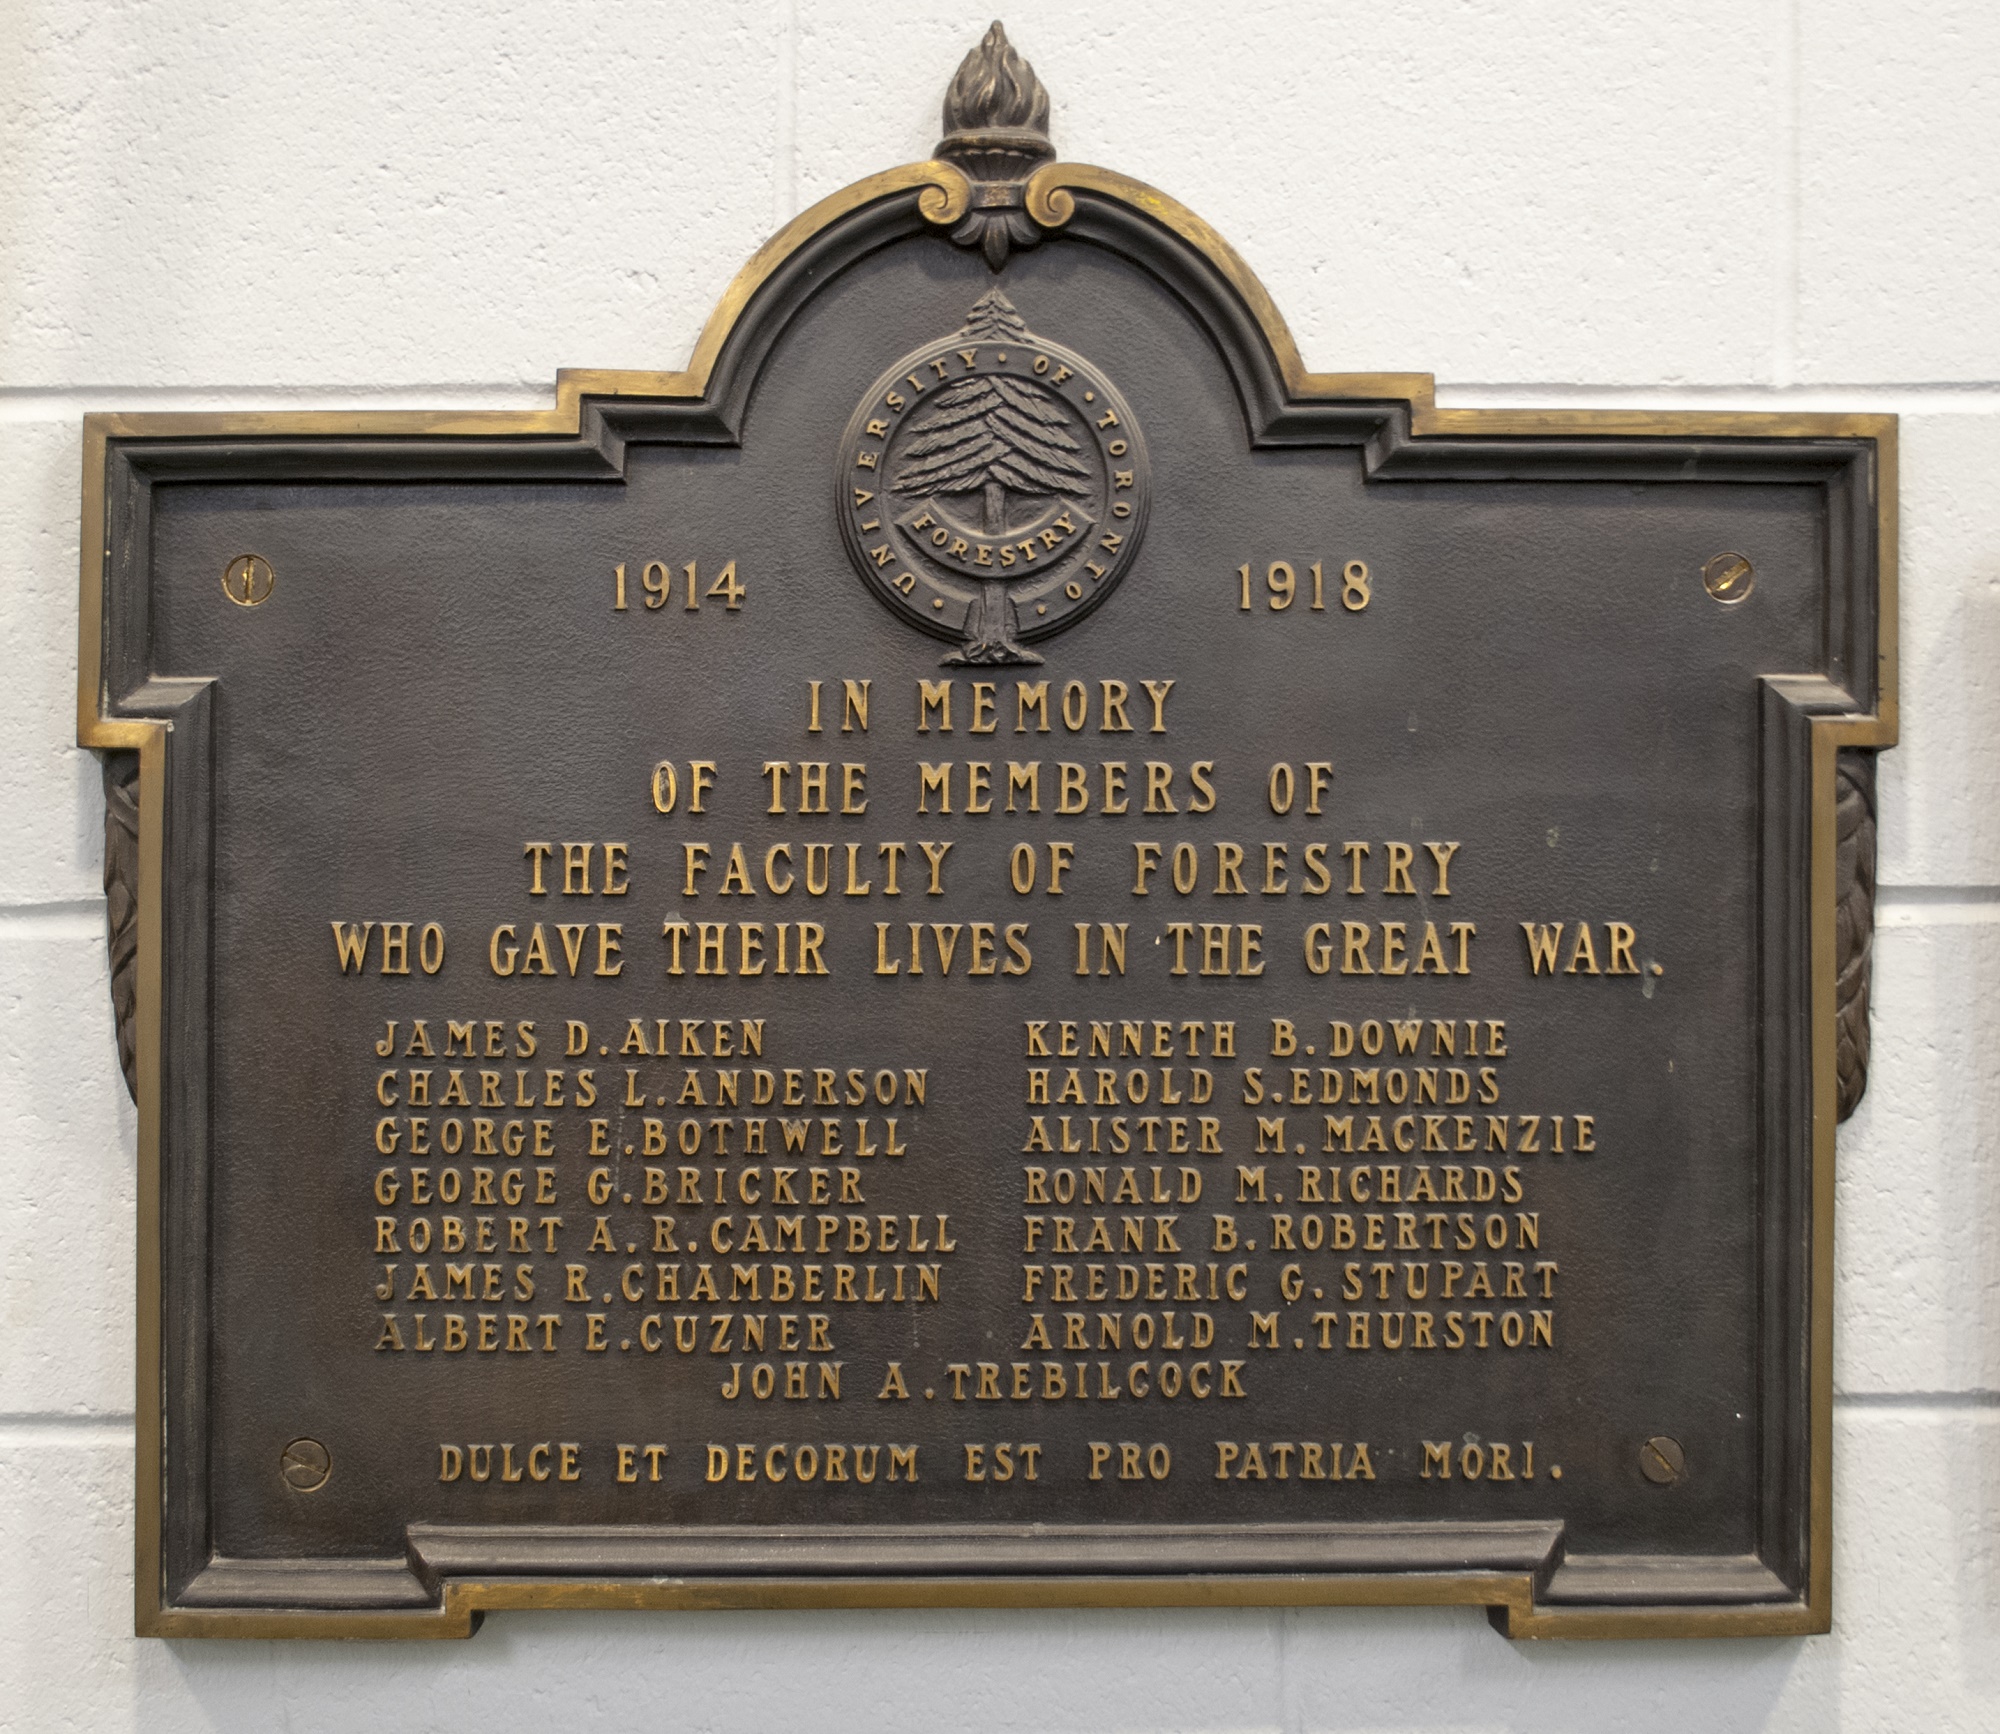 UNIVERSITY · OF · TORONTO ·
FORESTRY
1914 1918
IN MEMORY
OF THE MEMBERS OF
THE FACULTY OF FORESTRY
WHO GAVE THEIR LIVES IN THE GREAT WAR.
JAMES D. AIKEN
CHARLES L. ANDERSON
GEORGE E. BOTHWELL
GEORGE G. BRICKER
ROBERT A. R. CAMPBELL
JAMES R. CHAMBERLIN
ALBERT E. CUZNER
KENNETH B. DOWNIE
HAROLD S. EDMONDS
ALISTER M. MACKENZIE
RONALD M. RICHARDS
FRANK B. ROBERTSON
FREDERIC G. STUPART
ARNOLD M. THURSTON
JOHN A. TREBILCOCK
DULCE ET DECORUM EST PRO PATRIA MORI.